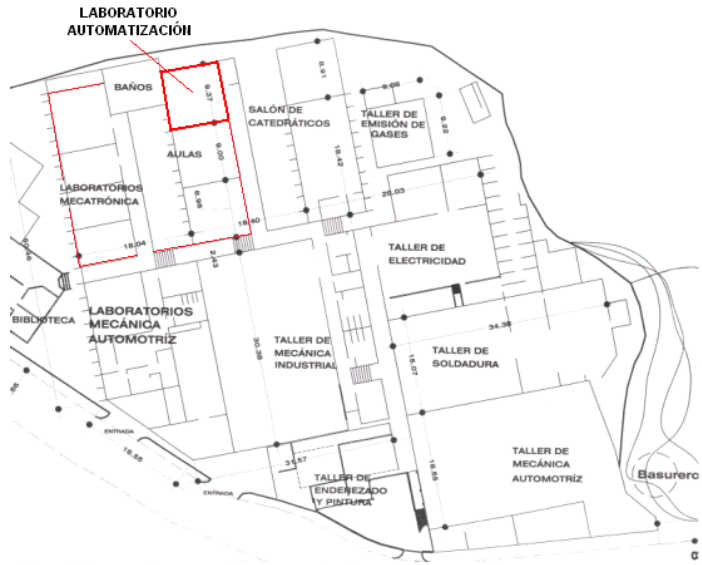 LABORATORIO
AUTOMATIZACIÓN
BAÑOS
9.37
8.91
SALÓN DE
CATEDRÁTICOS
9.09
TALLER DE
EMISIÓN DE
GASES
9.22
AULAS
9.00
18.42
LABORATORIOS
MECATRÓNICA
8.96
26.03
18.40
18.04
2.43
TALLER DE
ELECTRICIDAD
BIBLIOTECA
LABORATORIOS
MECÁNICA
AUTOMOTRÍZ
34.38
TALLER DE
MECÁNICA
INDUSTRIAL
30.38
TALLER DE
SOLDADURA
15.07
ENTRADA
18.88
31.57
TALLER DE
MECÁNICA
AUTOMOTRÍZ
18.55
Basurero
TALLER DE
ENDEREZADO
Y PINTURA
ENTRADA